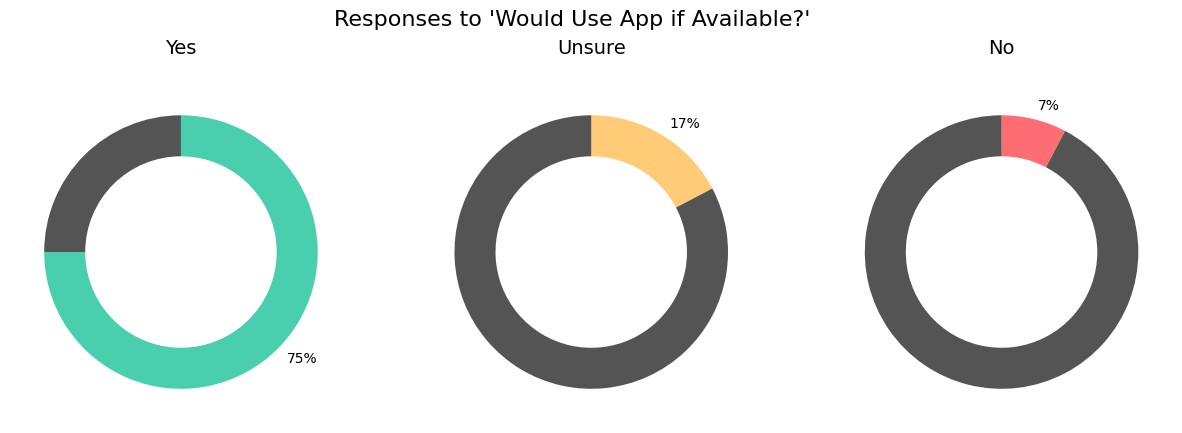 Responses to 'Would Use App if Available?'
Yes
Unsure
No
75%
17%
7%